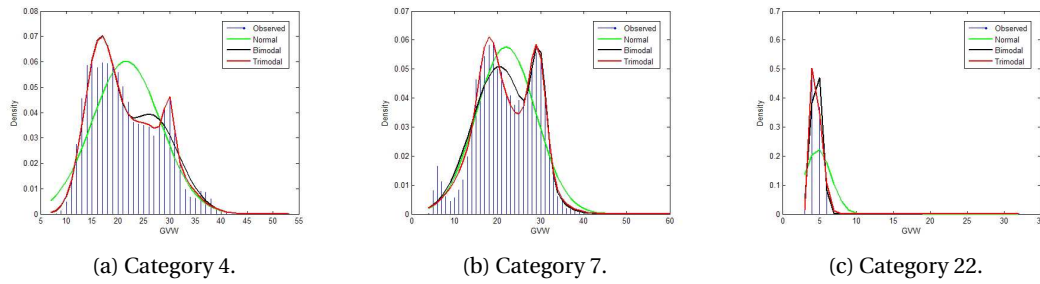 0.08
0.07
0.06
0.05
0.04
0.03
0.02
0.01
0
5 10 15 20 25 30 35 40 45 50 55
GVW
Density
Observed
Normal
Bimodal
Trimodal
(a) Category 4.
0.07
0.06
0.05
0.04
0.03
0.02
0.01
0
0 10 20 30 40 50 60
GVW
Density
Observed
Normal
Bimodal
Trimodal
(b) Category 7.
0.7
0.6
0.5
0.4
0.3
0.2
0.1
0
0 5 10 15 20 25 30 35
GVW
Density
Observed
Normal
Bimodal
Trimodal
(c) Category 22.